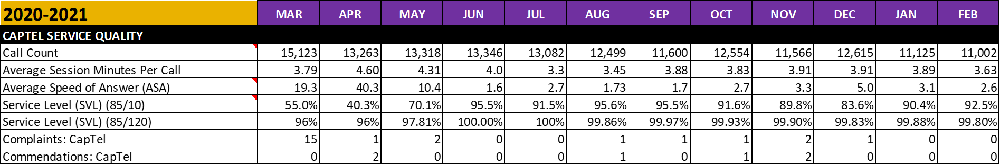 2020-2021 MAR APR MAY JUN JUL AUG SEP OCT NOV DEC JAN FEB
CAPTEL SERVICE QUALITY
Call Count 15,123 13,263 13,318 13,346 13,082 12,499 11,600 12,554 11,566 12,615 11,125 11,002
Average Session Minutes Per Call 3.79 4.60 4.31 4.0 3.3 3.45 3.88 3.83 3.91 3.91 3.89 3.63
Average Speed of Answer (ASA) 19.3 40.3 10.4 1.6 2.7 1.73 1.7 2.7 3.3 5.0 3.1 2.6
Service Level (SVL) (85/10) 55.0% 40.3% 70.1% 95.5% 91.5% 95.6% 95.5% 91.6% 89.8% 83.6% 90.4% 92.5%
Service Level (SVL) (85/120) 96% 96% 97.81% 100.00% 100% 99.86% 99.97% 99.93% 99.90% 99.83% 99.88% 99.80%
Complaints: CapTel 15 1 2 0 0 1 1 1 2 1 0 0
Commendations: CapTel 0 2 0 0 0 1 0 1 2 0 0 0